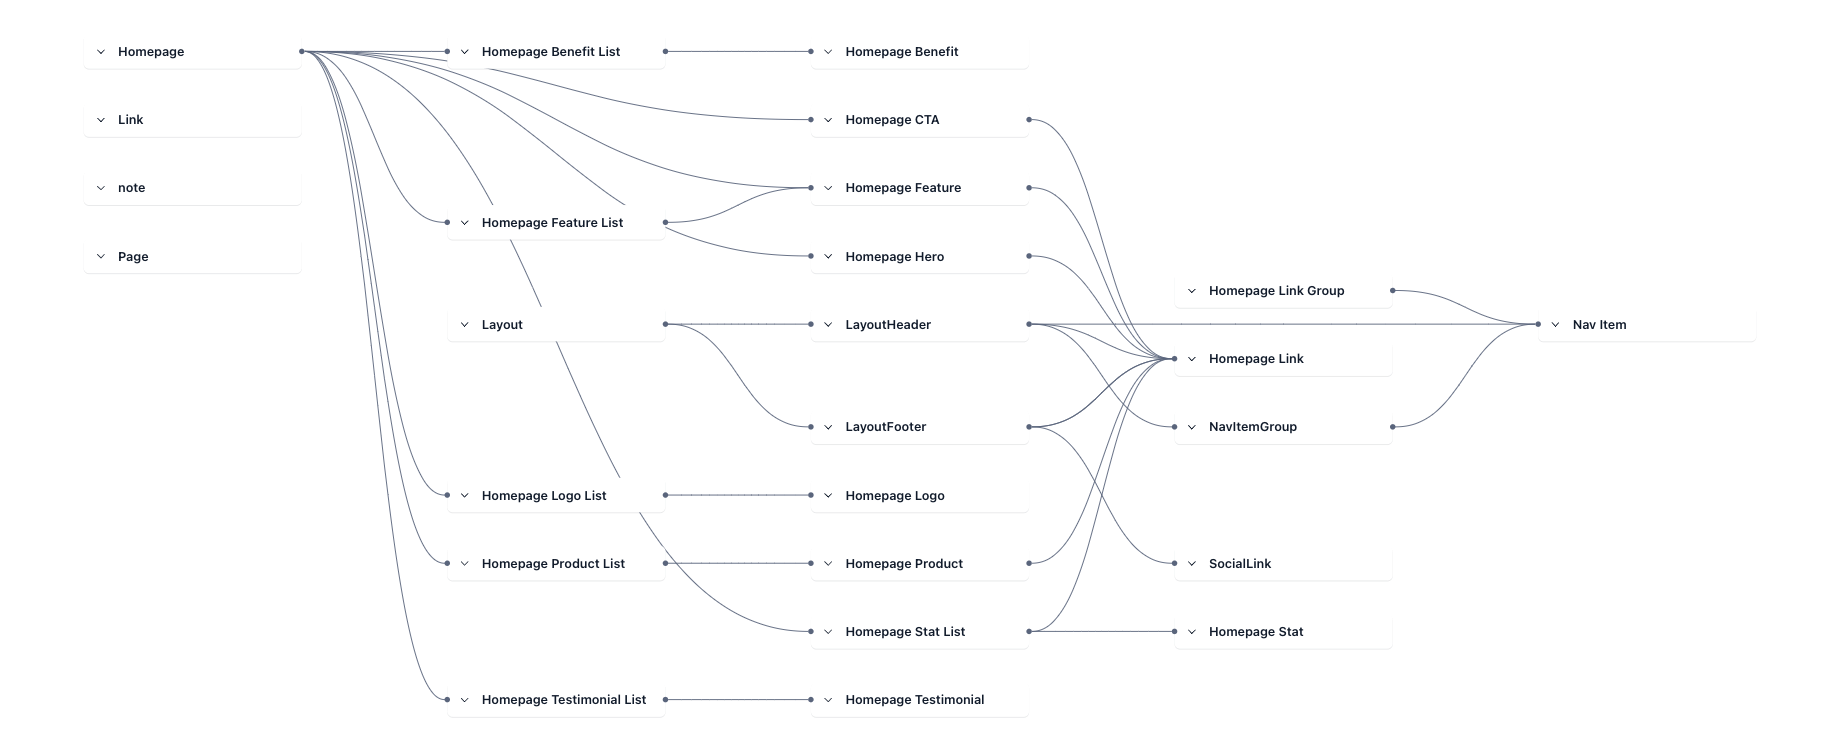 Homepage
Homepage Benefit List
Homepage Benefit
Link
Homepage CTA
note
Homepage Feature
Homepage Feature List
Page
Homepage Hero
Homepage Link Group
Layout
LayoutHeader
Nav Item
Homepage Link
LayoutFooter
NavItemGroup
Homepage Logo List
Homepage Logo
Homepage Product List
Homepage Product
SocialLink
Homepage Stat List
Homepage Stat
Homepage Testimonial List
Homepage Testimonial